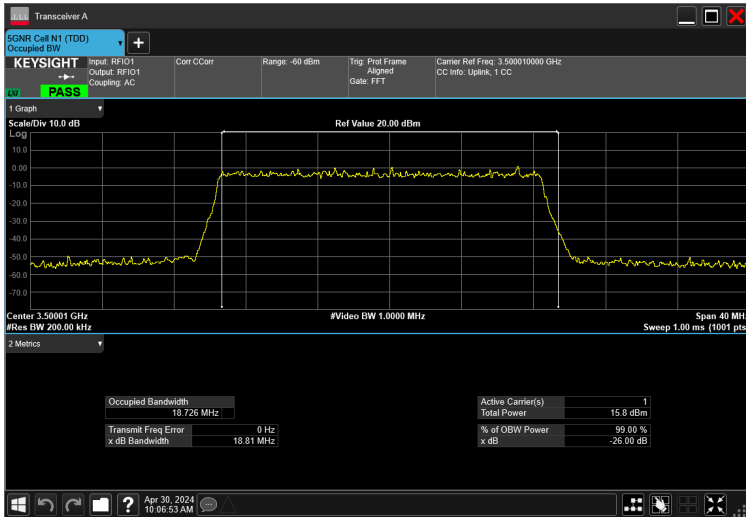 Transceiver A
5GNR Cell N1 (TDD)
Occupied BW
KEYSIGHT
LXI
PASS
Input: RFIO1
Output: RFIO1
Coupling: AC
Corr CCorr
Range: -60 dBm
Trig: Prot Frame
Aligned
Gate: FFT
Carrier Ref Freq: 3.500010000 GHz
CC Info: Uplink, 1 CC
1 Graph
Scale/Div 10.0 dB
Ref Value 20.00 dBm
Log
10.0
0.00
-10.0
-20.0
-30.0
-40.0
-50.0
-60.0
-70.0
Center 3.50001 GHz
#Video BW 1.0000 MHz
Span 40 MHz
#Res BW 200.00 kHz
Sweep 1.00 ms (1001 pts
2 Metrics
Occupied Bandwidth
18.726 MHz
Transmit Freq Error 0 Hz
x dB Bandwidth 18.81 MHz
Active Carrier(s) 1
Total Power 15.8 dBm
% of OBW Power 99.00 %
x dB -26.00 dB
?
Apr 30, 2024
10:06:53 AM